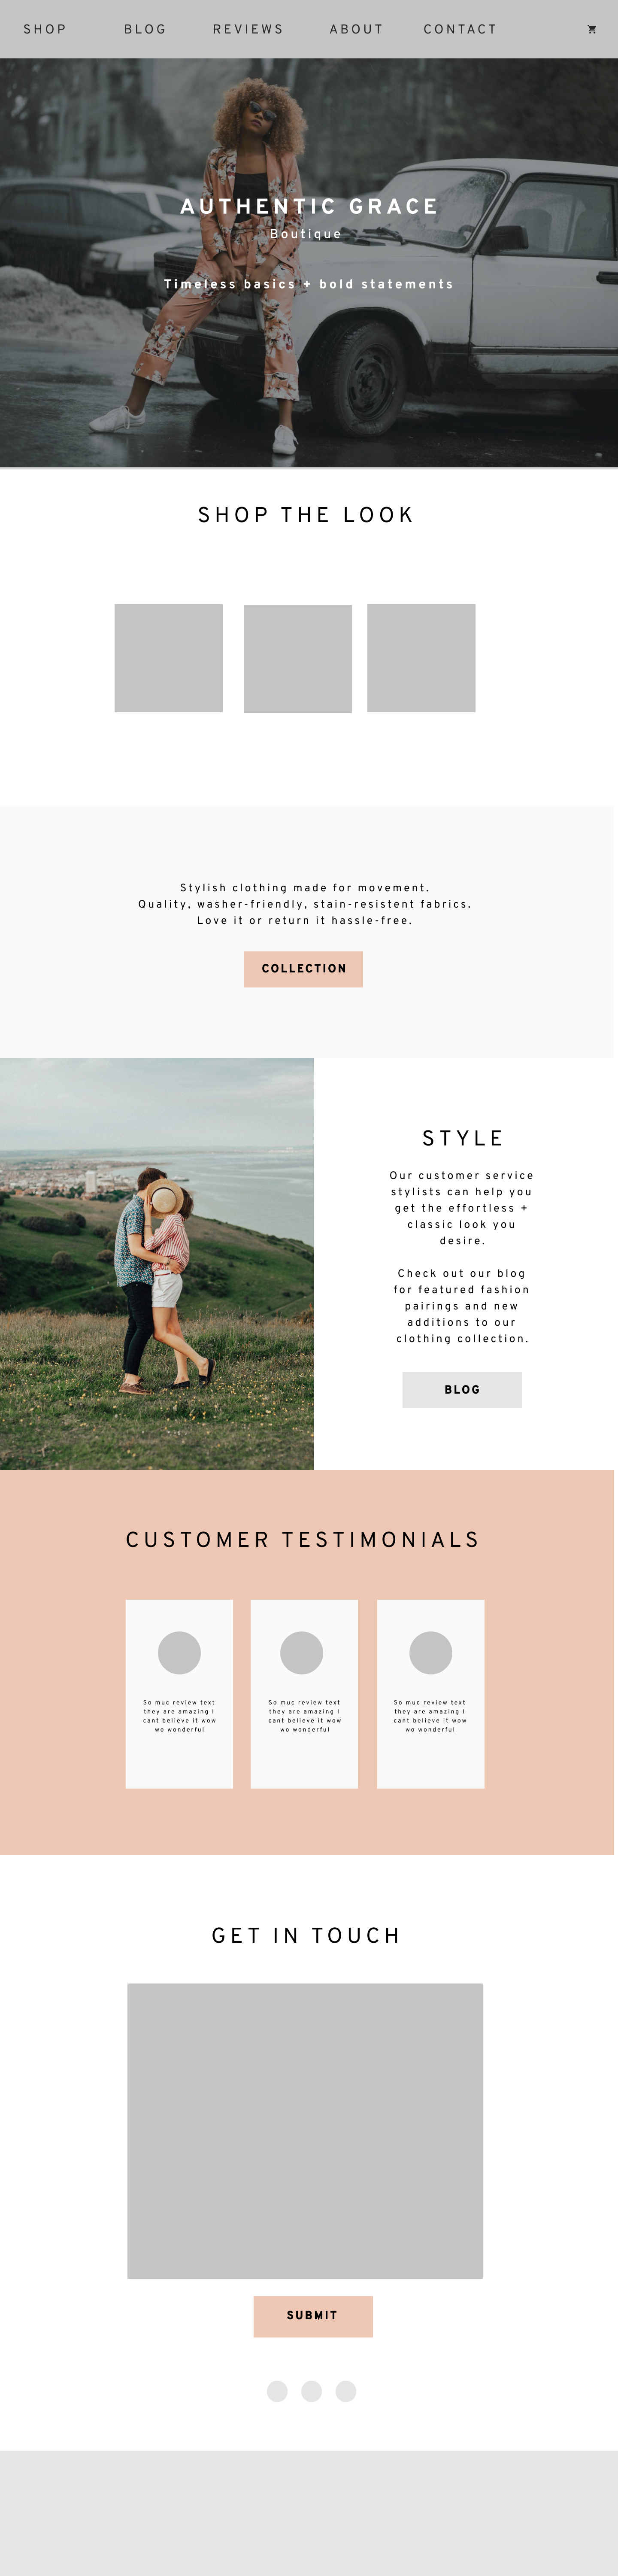 SHOP BLOG REVIEWS ABOUT CONTACT
AUTHENTIC GRACE
Boutique
Timeless basics + bold statements
SHOP THE LOOK
Stylish clothing made for movement.
Quality, washer-friendly, stain-resistent fabrics.
Love it or return it hassle-free.
COLLECTION
STYLE
Our customer service
stylists can help you
get the effortless +
classic look you
desire.
Check out our blog
for featured fashion
pairings and new
additions to our
clothing collection.
BLOG
CUSTOMER TESTIMONIALS
So muc review text
they are amazing I
cant believe it wow
wo wonderful
So muc review text
they are amazing I
cant believe it wow
wo wonderful
So muc review text
they are amazing I
cant believe it wow
wo wonderful
GET IN TOUCH
SUBMIT